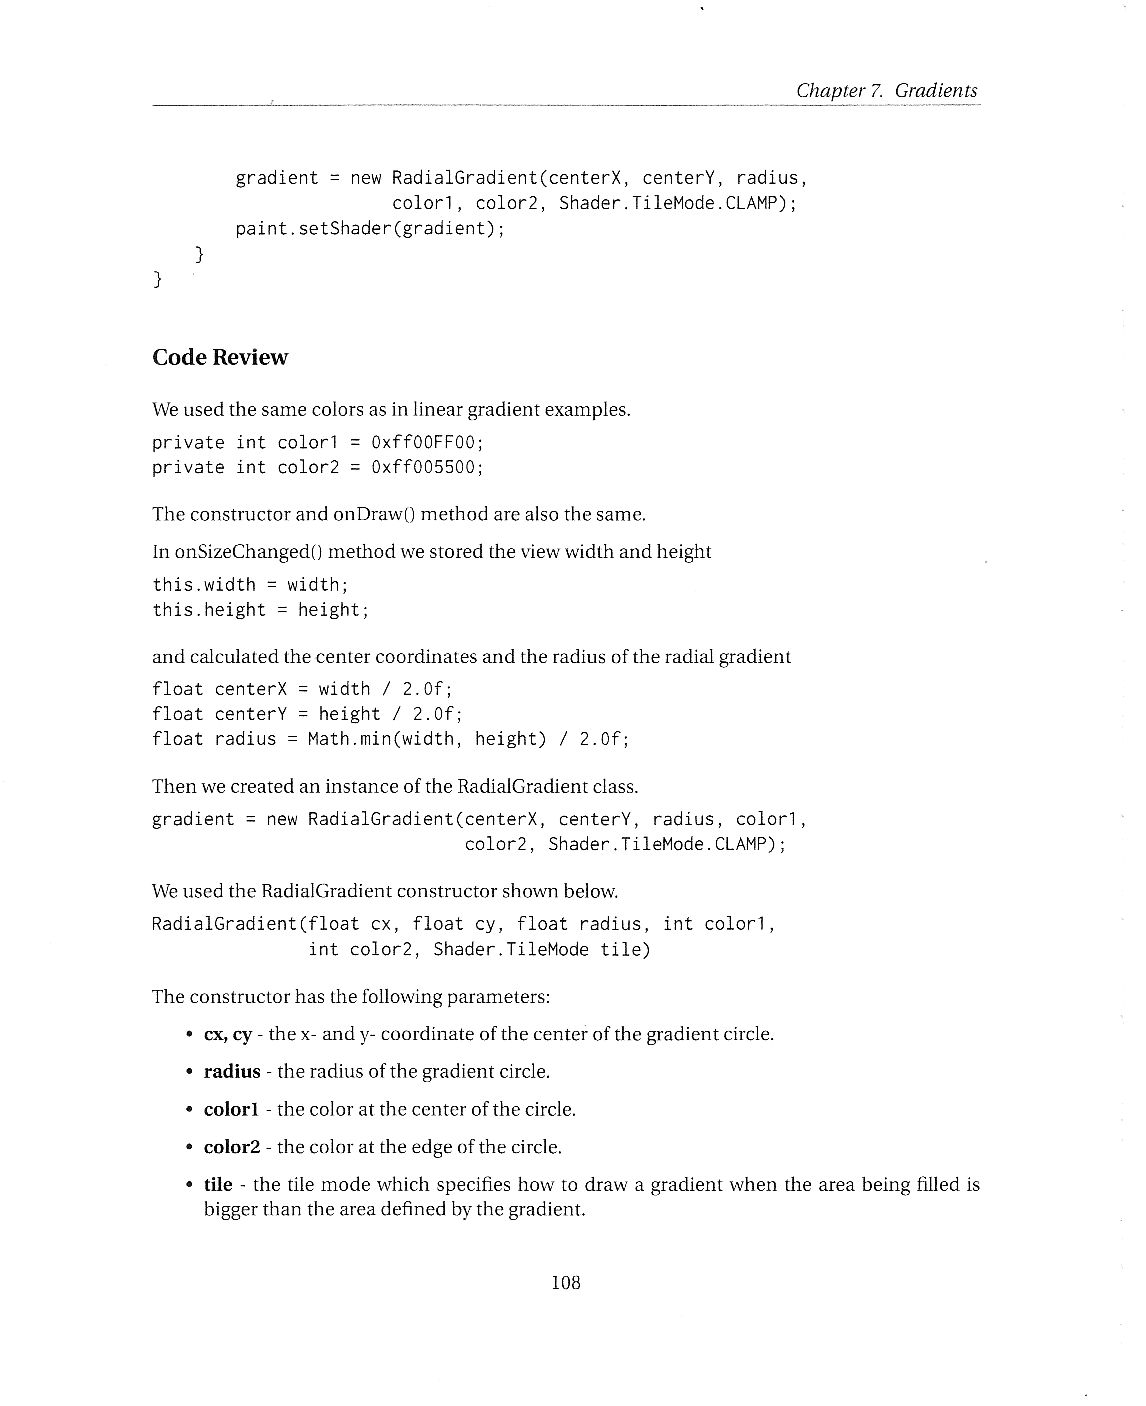 Chapter 7. Gradients
gradient = new RadialGradient(centerX, centerY, radius,
color1, color2, Shader.TileMode.CLAMP);
paint.setShader(gradient);
}
}
Code Review
We used the same colors as in linear gradient examples.
private int color1 = 0xff00FF00;
private int color2 = 0xff005500;
The constructor and onDraw() method are also the same.
In onSizeChanged() method we stored the view width and height
this.width = width;
this.height = height;
and calculated the center coordinates and the radius of the radial gradient
float centerX = width / 2.0f;
float centerY = height / 2.0f;
float radius = Math.min(width, height) / 2.0f;
Then we created an instance of the RadialGradient class.
gradient = new RadialGradient(centerX, centerY, radius, color1,
color2, Shader.TileMode.CLAMP);
We used the RadialGradient constructor shown below.
RadialGradient(float cx, float cy, float radius, int color1,
int color2, Shader.TileMode tile)
The constructor has the following parameters:
• cx, cy - the x- and y- coordinate of the center of the gradient circle.
• radius - the radius of the gradient circle.
• color1 - the color at the center of the circle.
• color2 - the color at the edge of the circle.
• tile - the tile mode which specifies how to draw a gradient when the area being filled is
bigger than the area defined by the gradient.
108